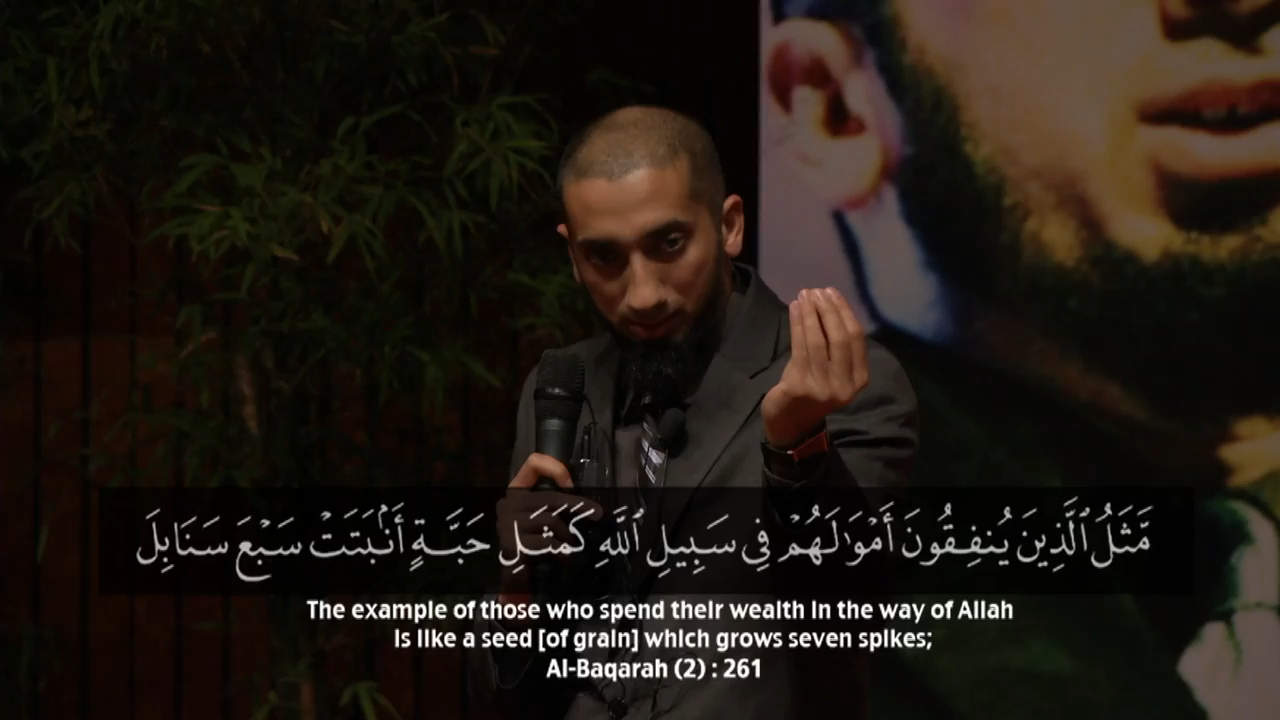 مَّثَلُ ٱلَّذِينَ يُنفِقُونَ أَمْوَٰلَهُمْ فِى سَبِيلِ ٱللَّهِ كَمَثَلِ حَبَّةٍ أَنۢبَتَتْ سَبْعَ سَنَابِلَ
The example of those who spend their wealth in the way of Allah
is like a seed [of grain] which grows seven spikes;
Al-Baqarah (2) : 261